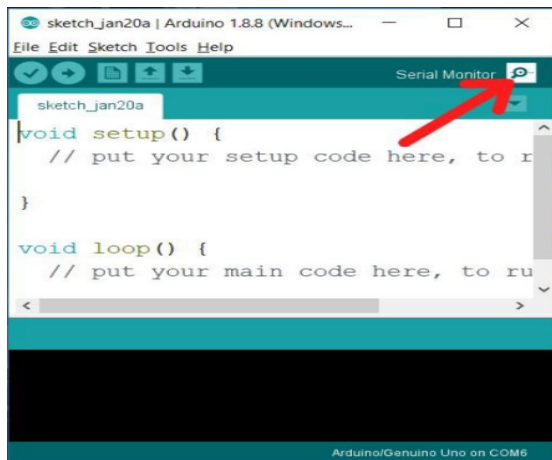 sketch_jan20a | Arduino 1.8.8 (Windows...
File Edit Sketch Tools Help
Serial Monitor
sketch_jan20a
void setup() {
  // put your setup code here, to r
}
void loop() {
  // put your main code here, to ru
Arduino/Genuino Uno on COM6